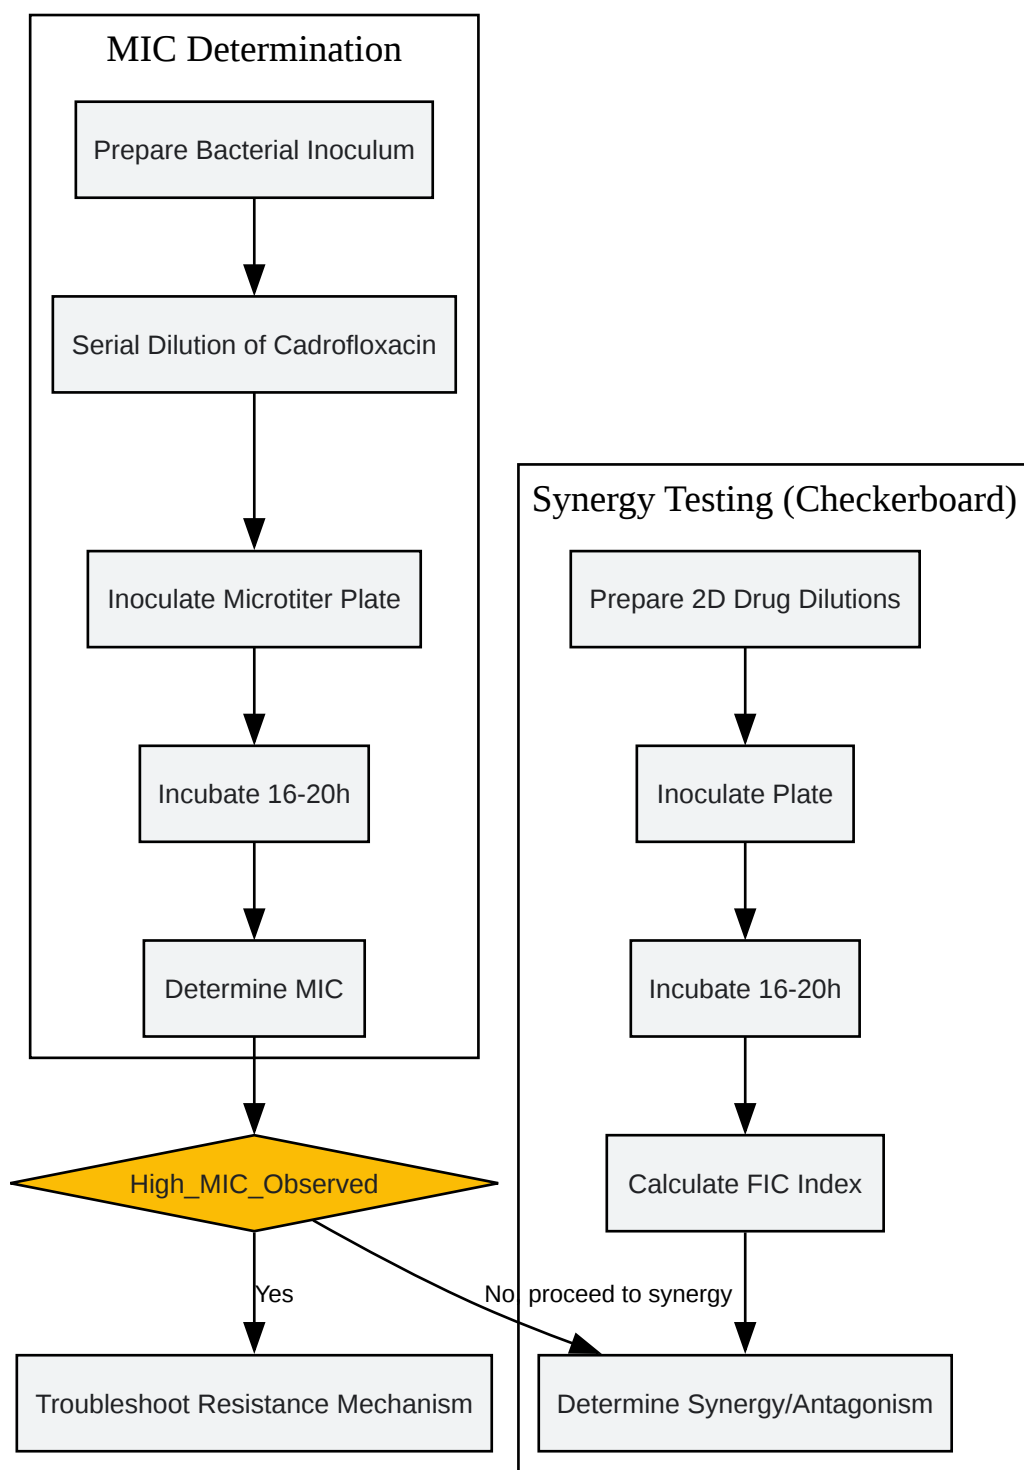 MIC Determination
Prepare Bacterial Inoculum
Serial Dilution of Cadrofloxacin
Inoculate Microtiter Plate
Incubate 16-20h
Determine MIC
High_MIC_Observed
Yes
No, proceed to synergy
Troubleshoot Resistance Mechanism
Synergy Testing (Checkerboard)
Prepare 2D Drug Dilutions
Inoculate Plate
Incubate 16-20h
Calculate FIC Index
Determine Synergy/Antagonism